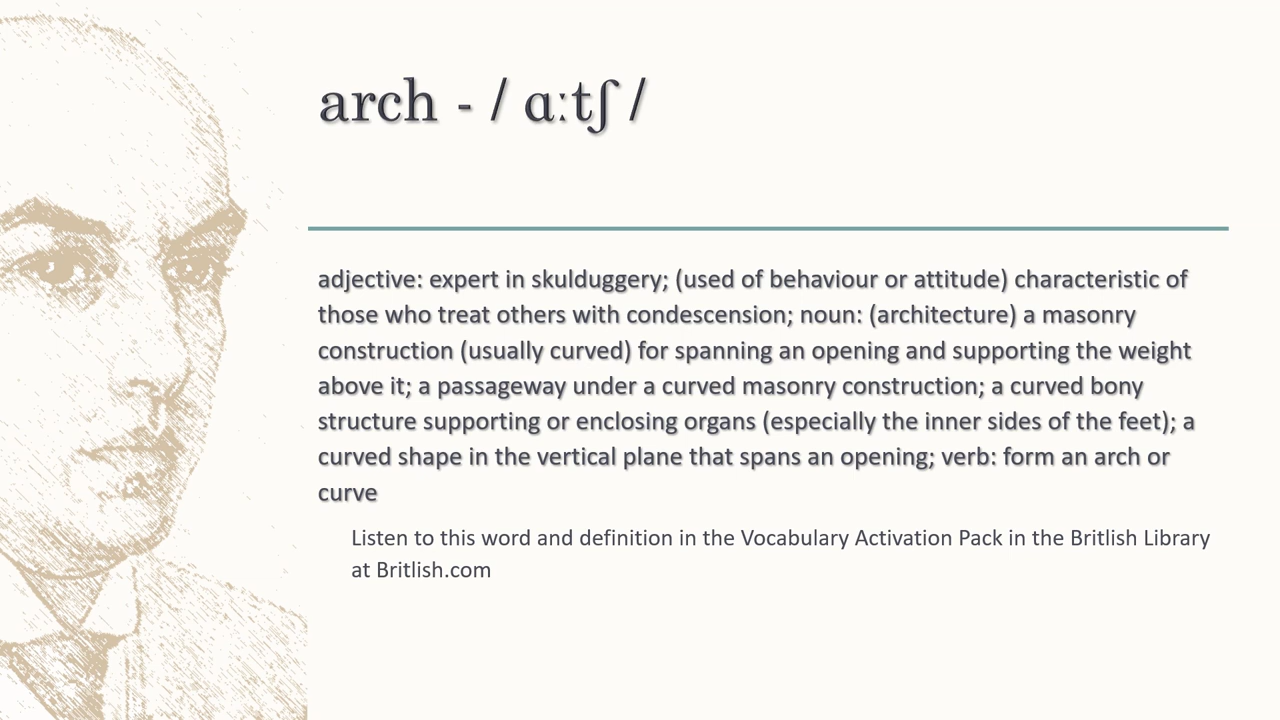 arch - / ɑːtʃ /
adjective: expert in skulduggery; (used of behaviour or attitude) characteristic of
those who treat others with condescension; noun: (architecture) a masonry
construction (usually curved) for spanning an opening and supporting the weight
above it; a passageway under a curved masonry construction; a curved bony
structure supporting or enclosing organs (especially the inner sides of the feet); a
curved shape in the vertical plane that spans an opening; verb: form an arch or
curve
Listen to this word and definition in the Vocabulary Activation Pack in the Britlish Library
at Britlish.com